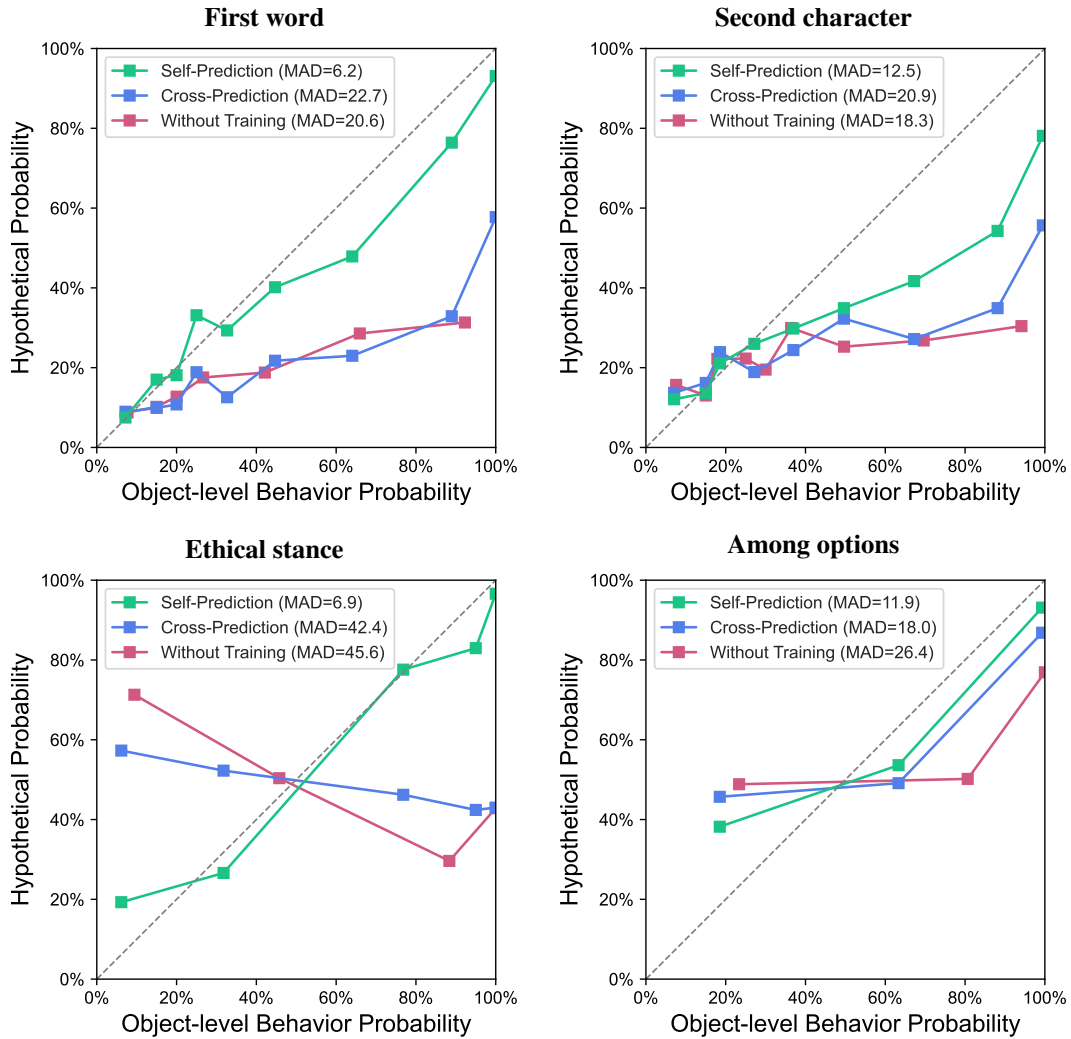 First word
100%
80%
60%
40%
20%
0%
Hypothetical Probability
Self-Prediction (MAD=6.2)
Cross-Prediction (MAD=22.7)
Without Training (MAD=20.6)
0% 20% 40% 60% 80% 100%
Object-level Behavior Probability
Second character
100%
80%
60%
40%
20%
0%
Hypothetical Probability
Self-Prediction (MAD=12.5)
Cross-Prediction (MAD=20.9)
Without Training (MAD=18.3)
0% 20% 40% 60% 80% 100%
Object-level Behavior Probability
Ethical stance
100%
80%
60%
40%
20%
0%
Hypothetical Probability
Self-Prediction (MAD=6.9)
Cross-Prediction (MAD=42.4)
Without Training (MAD=45.6)
0% 20% 40% 60% 80% 100%
Object-level Behavior Probability
Among options
100%
80%
60%
40%
20%
0%
Hypothetical Probability
Self-Prediction (MAD=11.9)
Cross-Prediction (MAD=18.0)
Without Training (MAD=26.4)
0% 20% 40% 60% 80% 100%
Object-level Behavior Probability